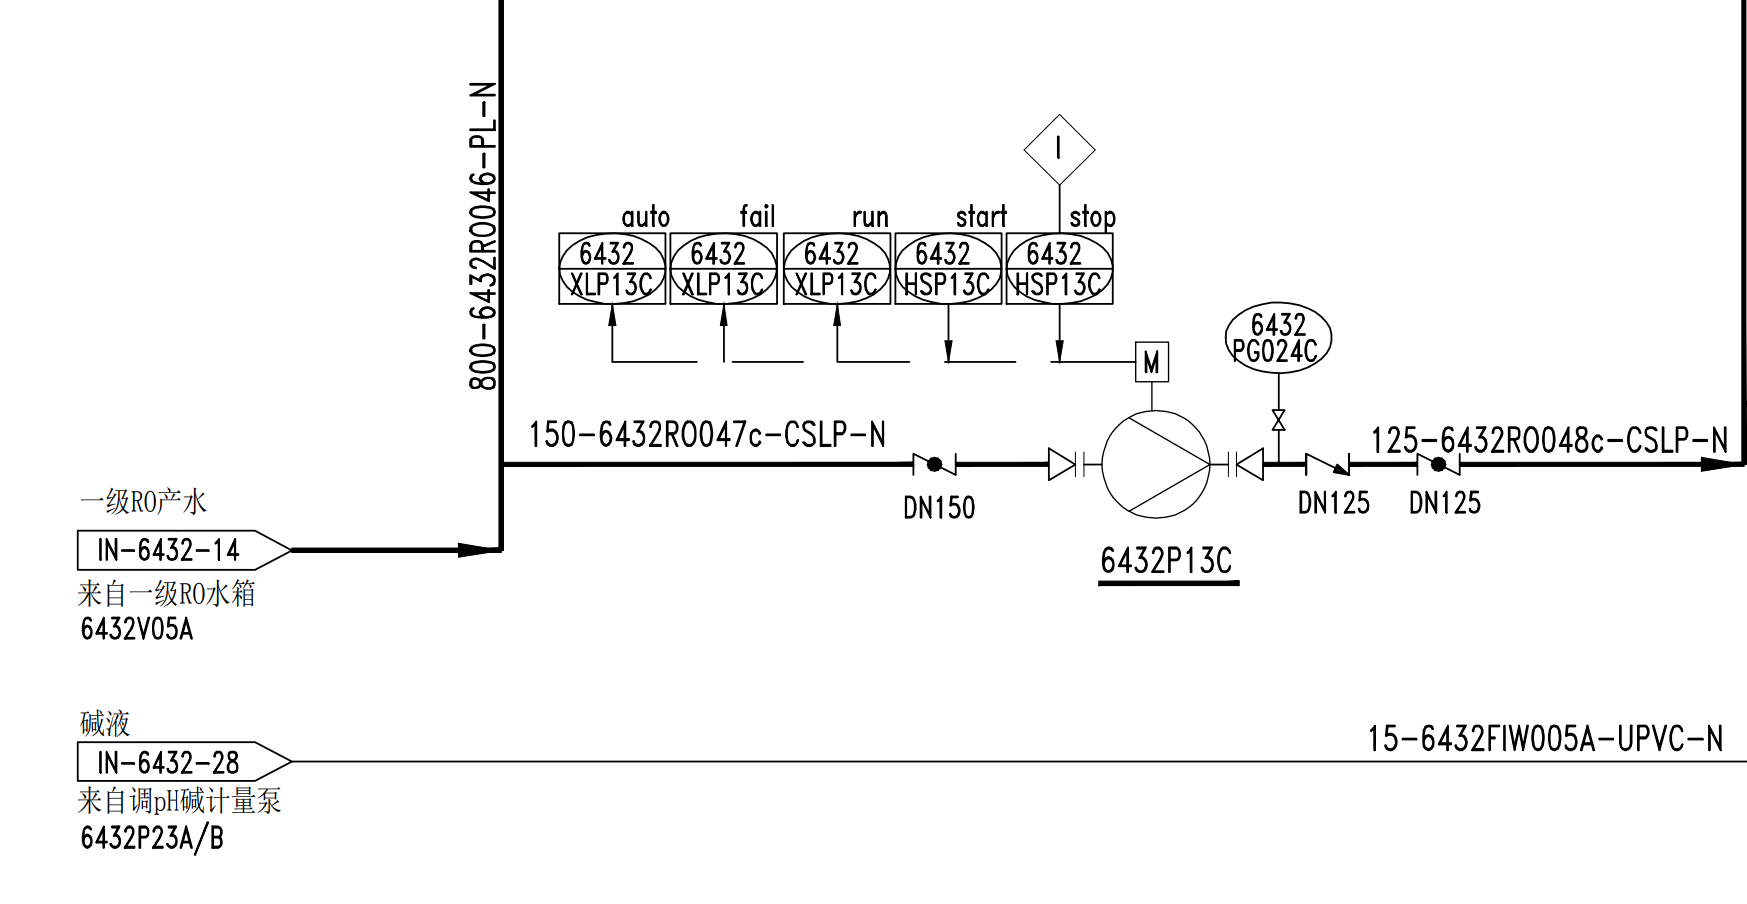 800-6432RO046-PL-N
I
auto
fail
run
start
stop
6432
XLP13C
6432
XLP13C
6432
XLP13C
6432
HSP13C
6432
HSP13C
M
6432
PG024C
150-6432RO047c-CSLP-N
125-6432RO048c-CSLP-N
DN150
DN125
DN125
6432P13C
一级RO产水
IN-6432-14
来自一级RO水箱
6432V05A
碱液
IN-6432-28
来自调pH碱计量泵
6432P23A/B
15-6432FIW005A-UPVC-N